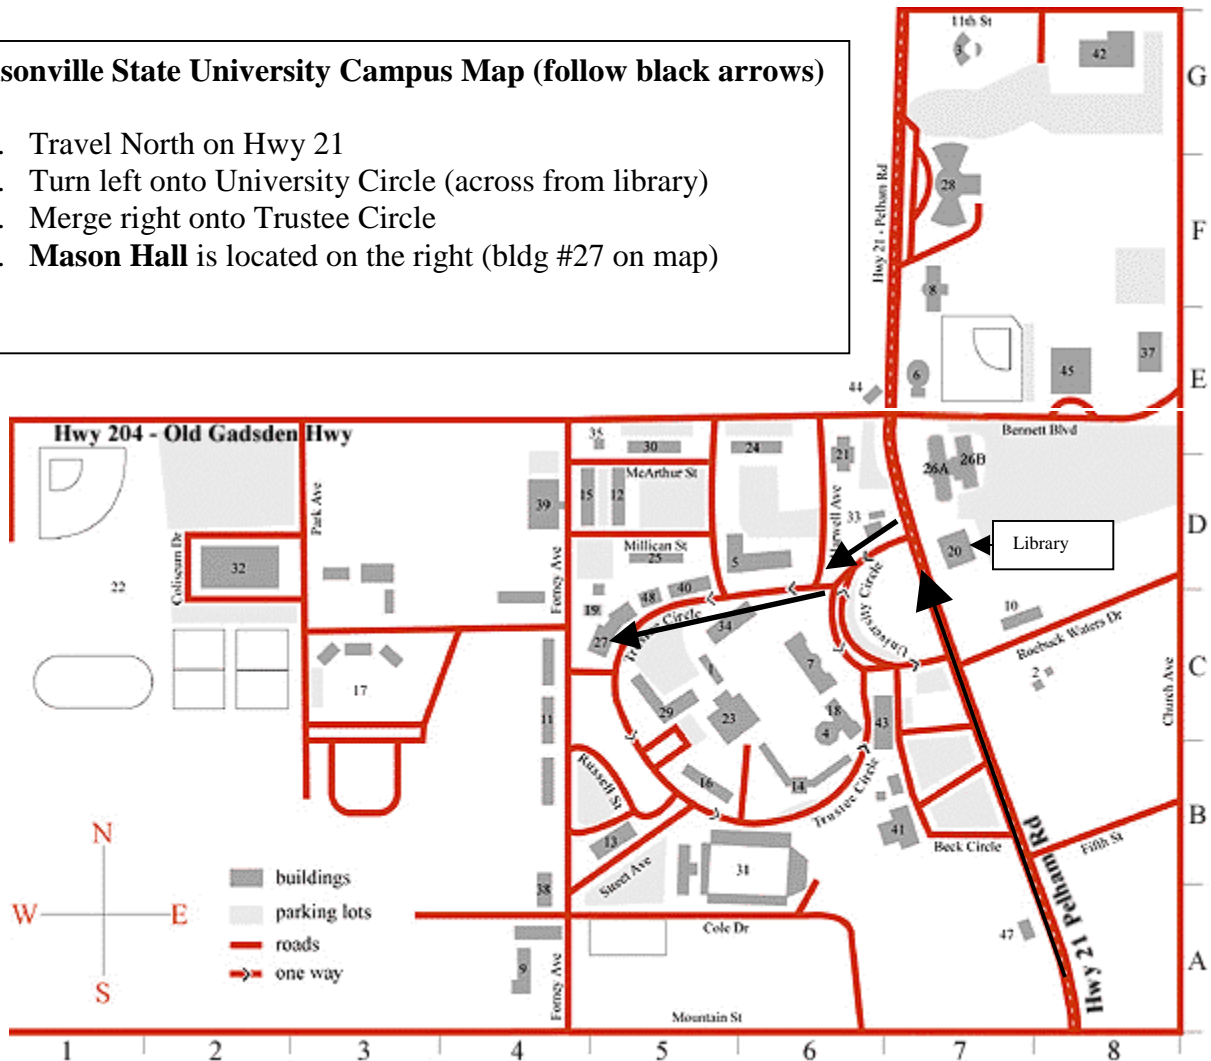 sonville State University Campus Map (follow black arrows)
. Travel North on Hwy 21
. Turn left onto University Circle (across from library)
. Merge right onto Trustee Circle
. Mason Hall is located on the right (bldg #27 on map)
11th St
3
42
G
Hwy 21 - Pelham Rd
28
F
8
6
45
37
E
44
Hwy 204 - Old Gadsden Hwy
Bennett Blvd
35
30
24
21
26A
26B
McArthur St
15
12
39
Park Ave
33
D
Library
20
Millican St
25
5
Coliseum Dr
32
22
Forney Ave
University Circle
40
48
19
10
Roebuck Waters Dr
34
Trustee Circle
27
7
1
2
C
Church Ave
17
29
18
23
4
43
11
Russell St
16
14
Trustee Circle
B
13
41
Beck Circle
Fifth St
Street Ave
31
38
N
W
E
S
buildings
parking lots
roads
one way
Cole Dr
47
Hwy 21 Pelham Rd
A
9
Forney Ave
Mountain St
1 2 3 4 5 6 7 8